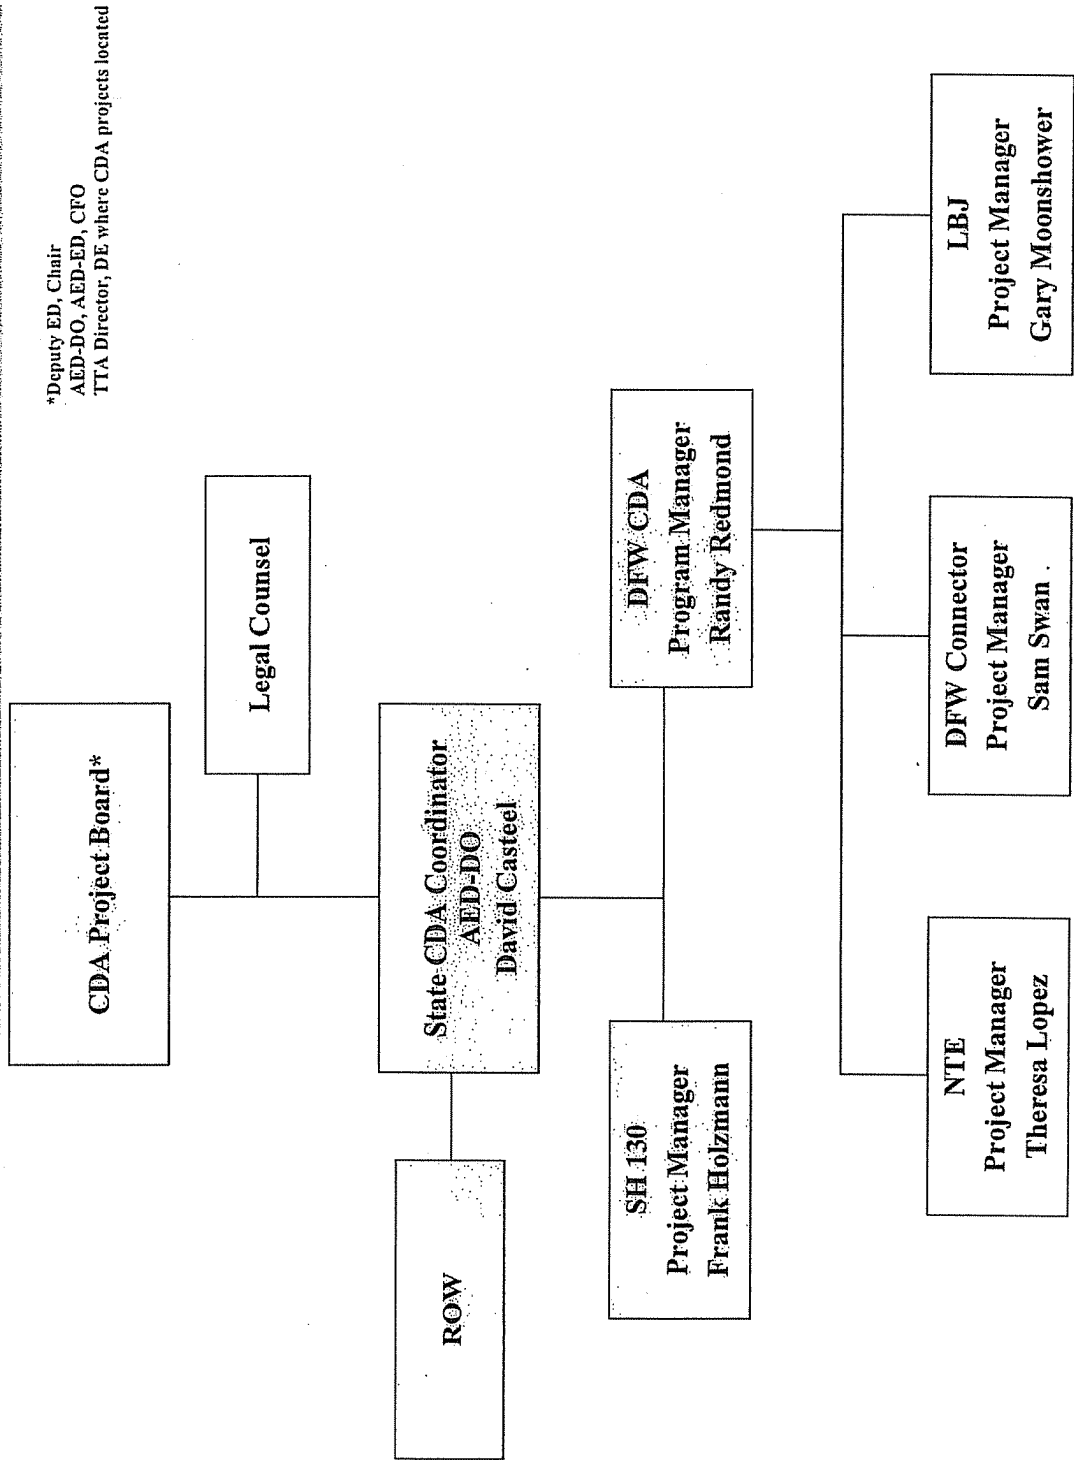 *Deputy ED, Chair
AED-DO, AED-ED, CFO
TTA Director, DE where CDA projects located
CDA Project Board*
Legal Counsel
State CDA Coordinator
AED-DO
David Casteel
ROW
SH 130
Project Manager
Frank Holzmann
DFW CDA
Program Manager
Randy Redmond
NTE
Project Manager
Theresa Lopez
DFW Connector
Project Manager
Sam Swan
LBJ
Project Manager
Gary Moonshower